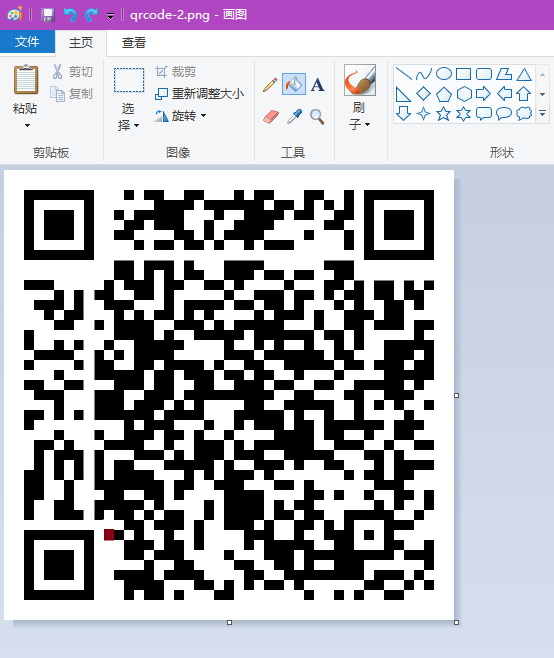 qrcode-2.png - 画图
文件 主页 查看
粘贴
剪切
复制
剪贴板
选择
裁剪
重新调整大小
旋转
图像
A
工具
刷子
形状